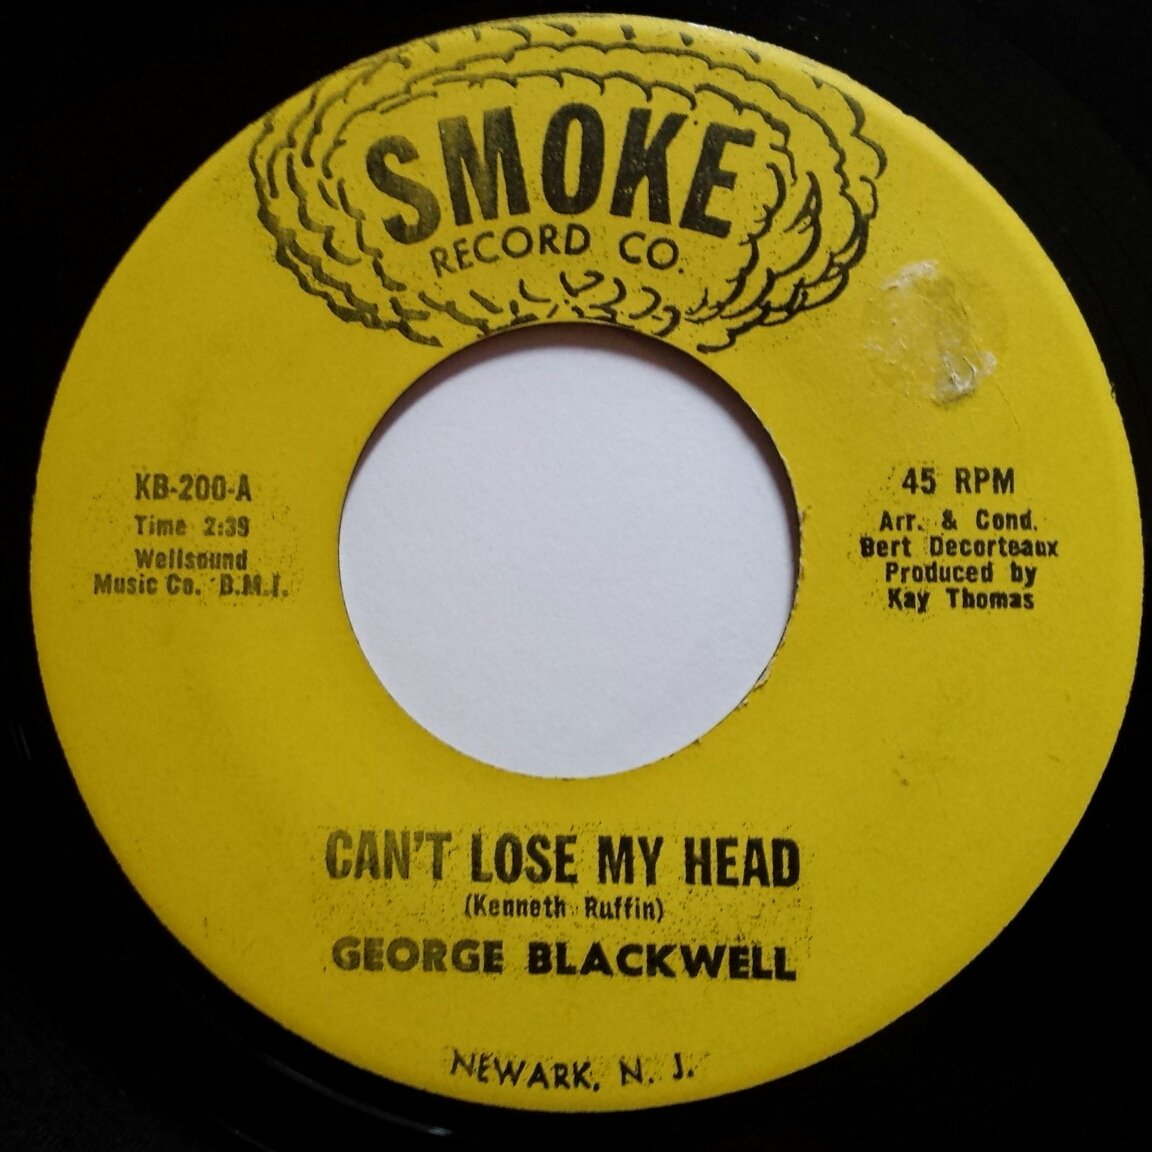 SMOKE
RECORD CO.
KB-200-A
Time 2:39
Wellsound
Music Co. B.M.I.
45 RPM
Arr. & Cond.
Bert Decorteaux
Produced by
Kay Thomas
CAN'T LOSE MY HEAD
(Kenneth Ruffin)
GEORGE BLACKWELL
NEWARK, N. J.